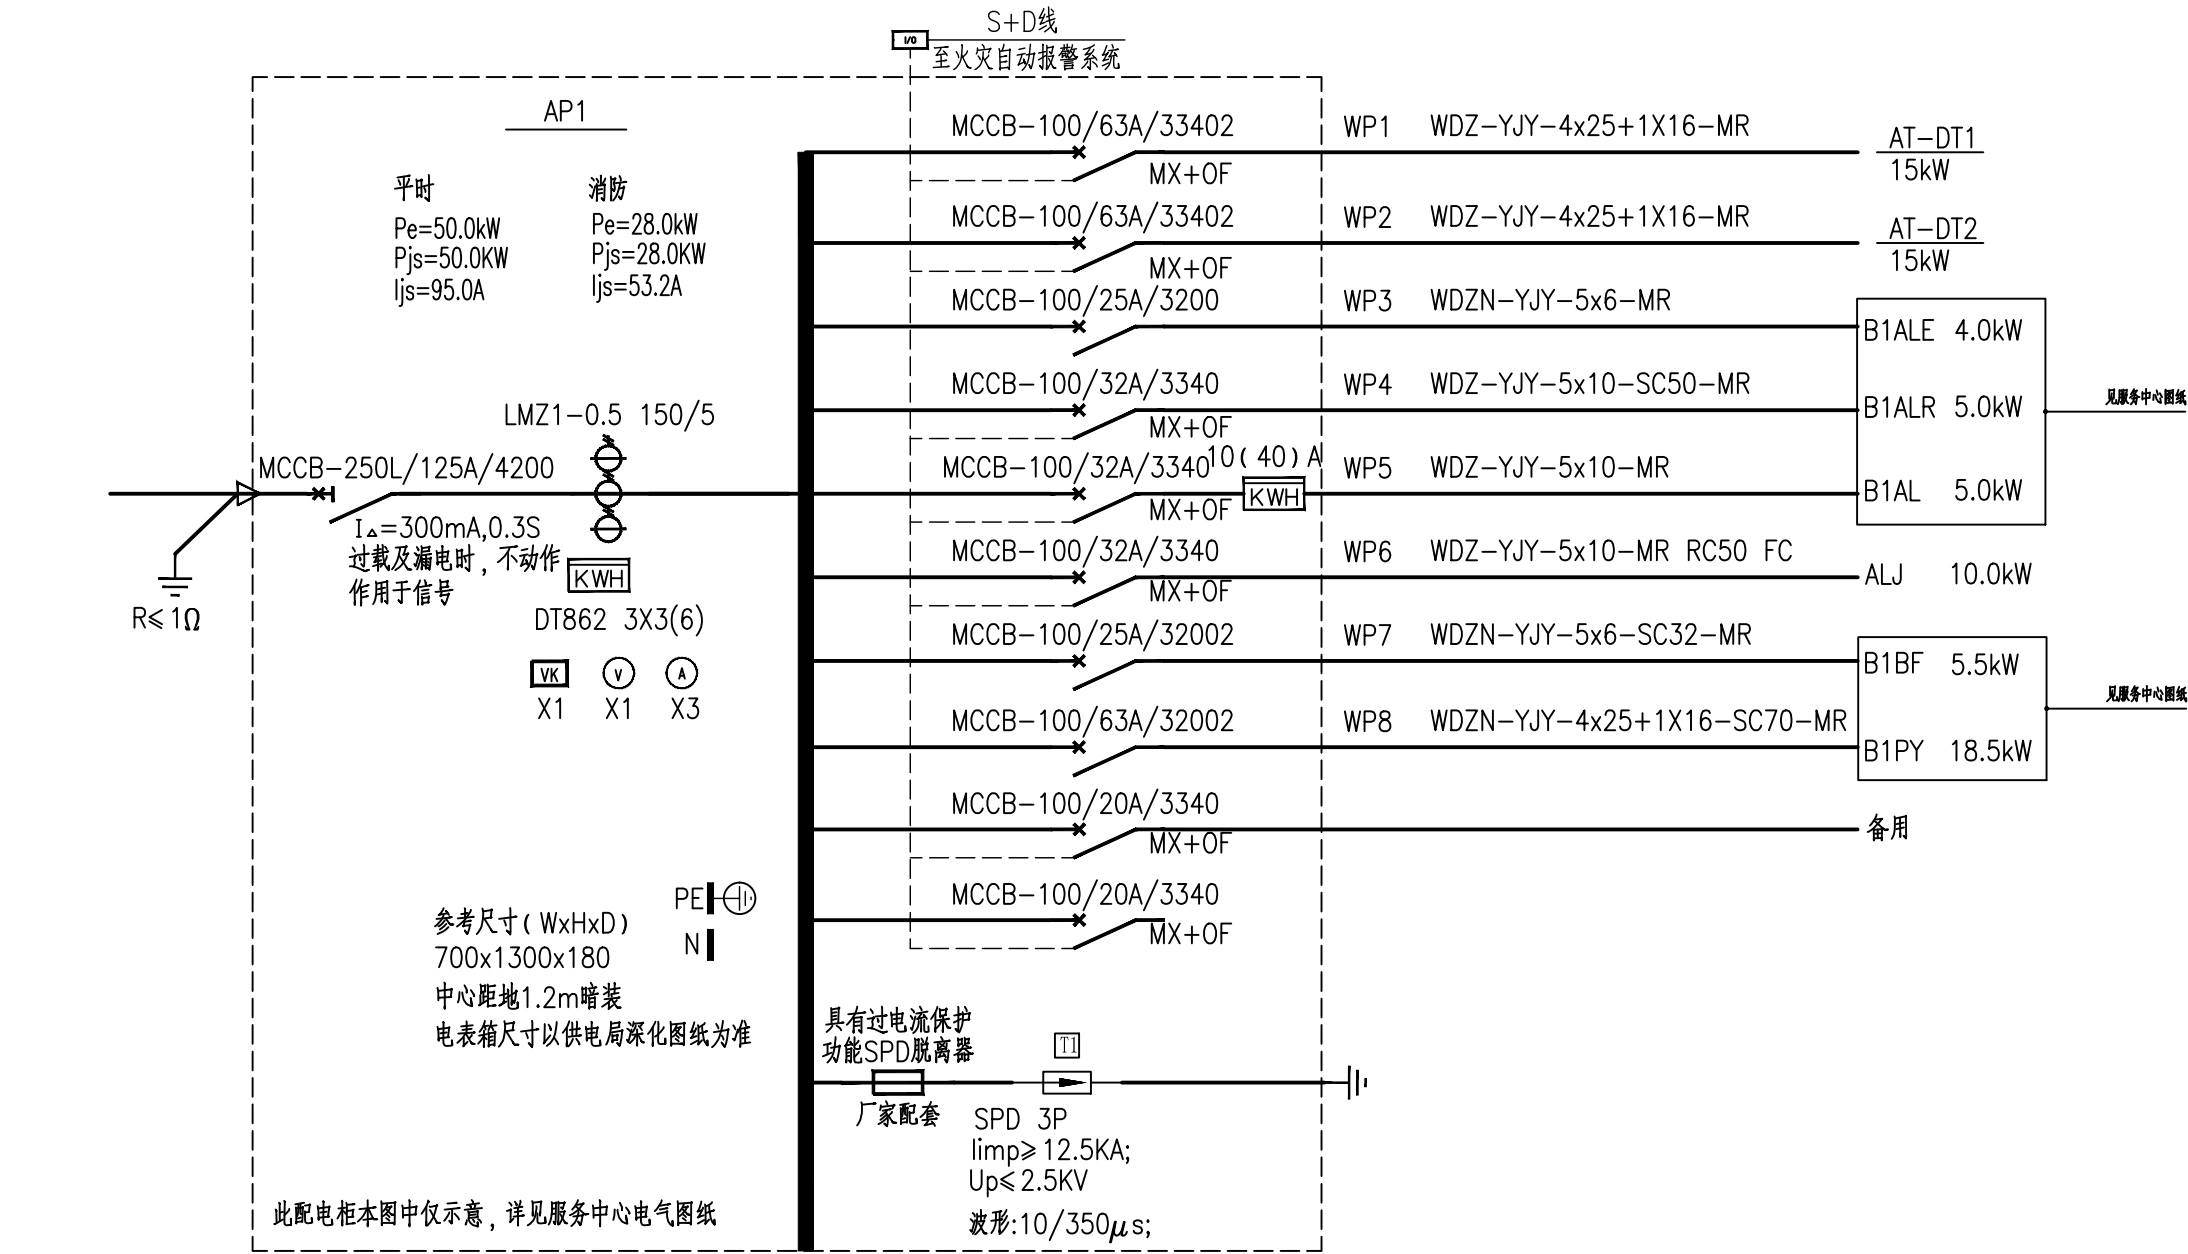 S+D线
I/O
至火灾自动报警系统
AP1
平时
Pe=50.0kW
Pjs=50.0KW
Ijs=95.0A
消防
Pe=28.0kW
Pjs=28.0KW
Ijs=53.2A
MCCB-100/63A/33402
MX+OF
WP1
WDZ-YJY-4x25+1X16-MR
AT-DT1
15kW
MCCB-100/63A/33402
MX+OF
WP2
WDZ-YJY-4x25+1X16-MR
AT-DT2
15kW
MCCB-100/25A/3200
WP3
WDZN-YJY-5x6-MR
B1ALE 4.0kW
MCCB-100/32A/3340
MX+OF
WP4
WDZ-YJY-5x10-SC50-MR
B1ALR 5.0kW
见服务中心图纸
LMZ1-0.5 150/5
MCCB-250L/125A/4200
I△=300mA,0.3S
过载及漏电时，不动作
作用于信号
R≤1Ω
KWH
DT862 3X3(6)
VK
V
A
X1
X1
X3
MCCB-100/32A/3340
10(40)A
KWH
MX+OF
WP5
WDZ-YJY-5x10-MR
B1AL 5.0kW
MCCB-100/32A/3340
MX+OF
WP6
WDZ-YJY-5x10-MR RC50 FC
ALJ 10.0kW
MCCB-100/25A/32002
WP7
WDZN-YJY-5x6-SC32-MR
B1BF 5.5kW
见服务中心图纸
MCCB-100/63A/32002
WP8
WDZN-YJY-4x25+1X16-SC70-MR
B1PY 18.5kW
MCCB-100/20A/3340
MX+OF
备用
MCCB-100/20A/3340
MX+OF
PE
N
参考尺寸(WxHxD)
700x1300x180
中心距地1.2m暗装
电表箱尺寸以供电局深化图纸为准
具有过电流保护
功能SPD脱离器
厂家配套
T1
SPD 3P
Iimp≥12.5KA;
Up≤2.5KV
波形:10/350μs;
此配电柜本图中仅示意，详见服务中心电气图纸